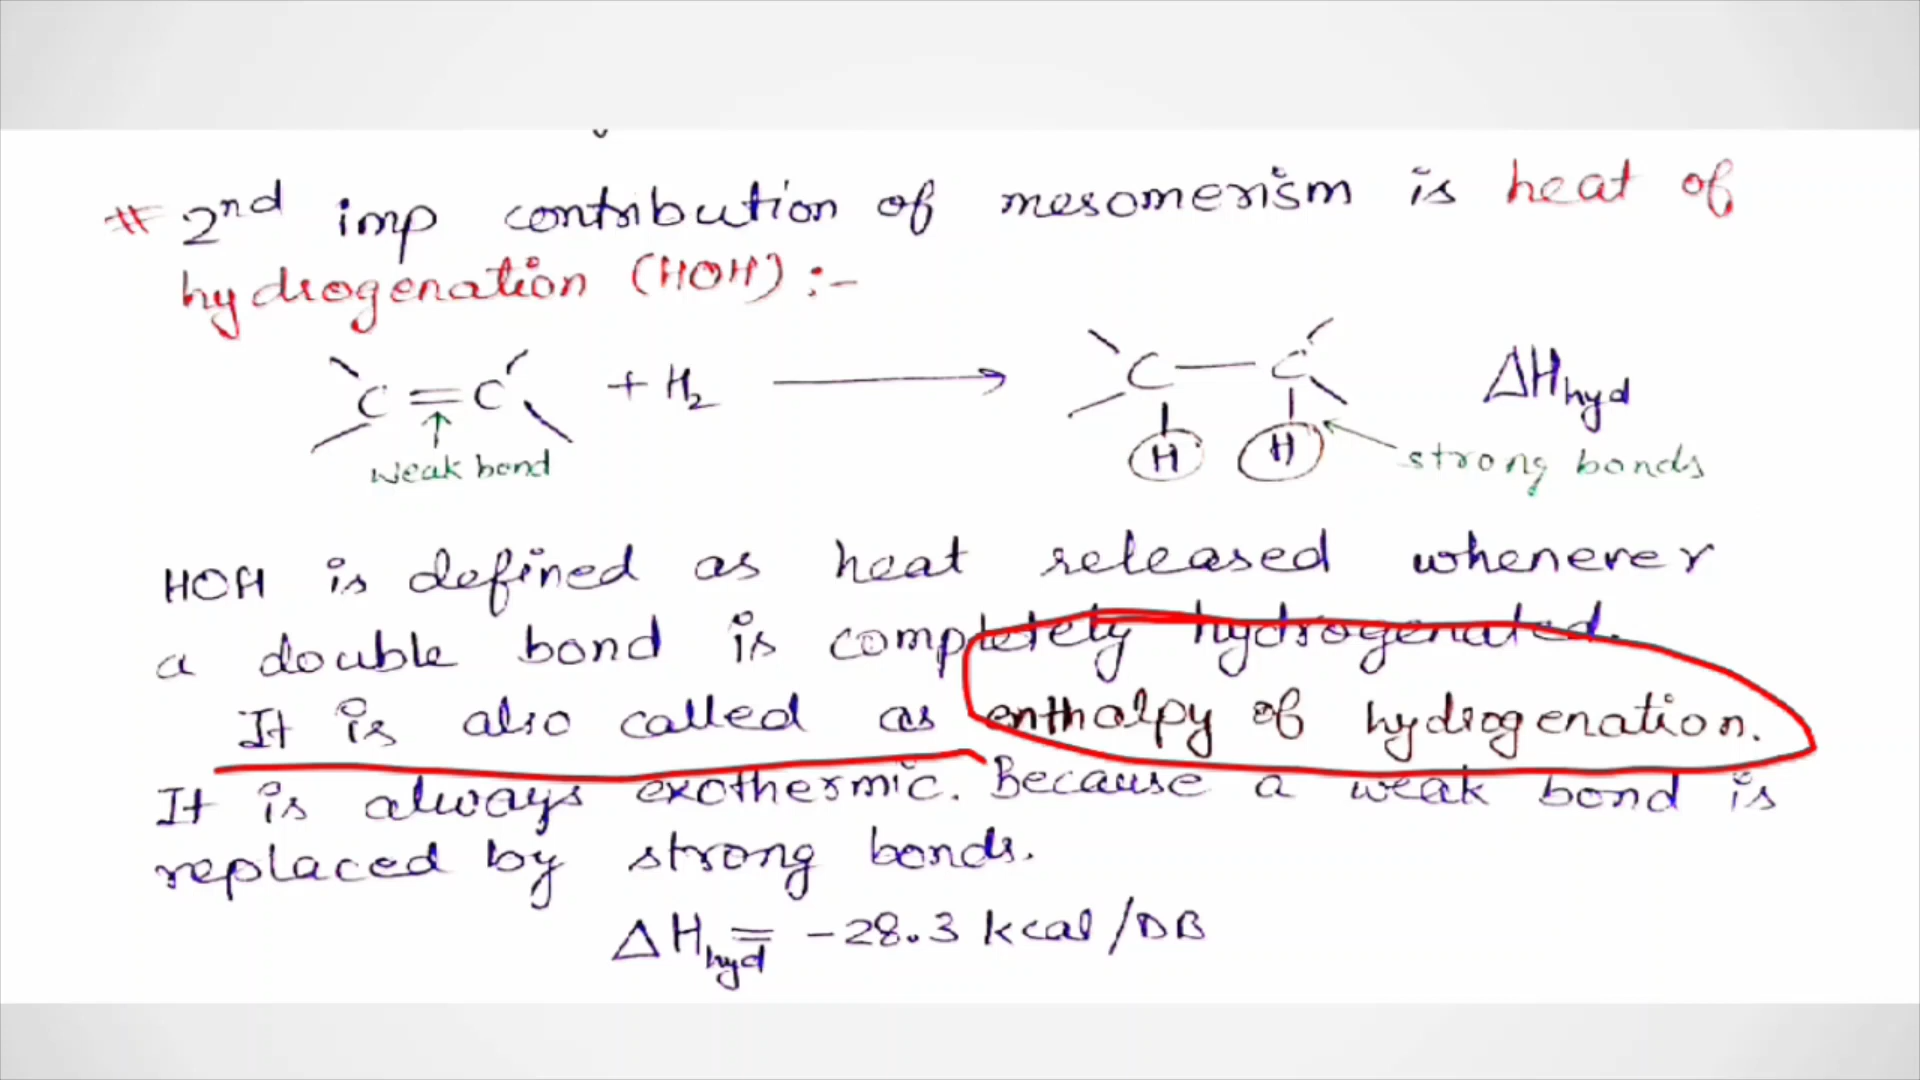 # 2nd imp contribution of mesomerism is heat of
hydrogenation (HOH) :-
C = C + H2 → C — C ΔHhyd
H H
weak bond strong bonds
HOH is defined as heat released whenever
a double bond is completely hydrogenated.
It is also called as enthalpy of hydrogenation.
It is always exothermic. Because a weak bond is
replaced by strong bonds.
ΔHhyd = -28.3 kcal/DB